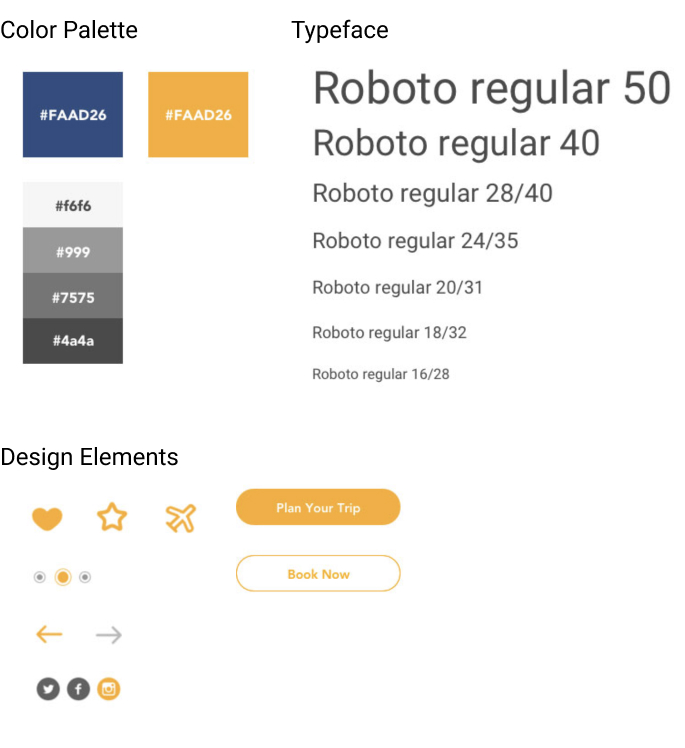 Color Palette
Typeface
#FAAD26
#FAAD26
#f6f6
#999
#7575
#4a4a
Roboto regular 50
Roboto regular 40
Roboto regular 28/40
Roboto regular 24/35
Roboto regular 20/31
Roboto regular 18/32
Roboto regular 16/28
Design Elements
Plan Your Trip
Book Now